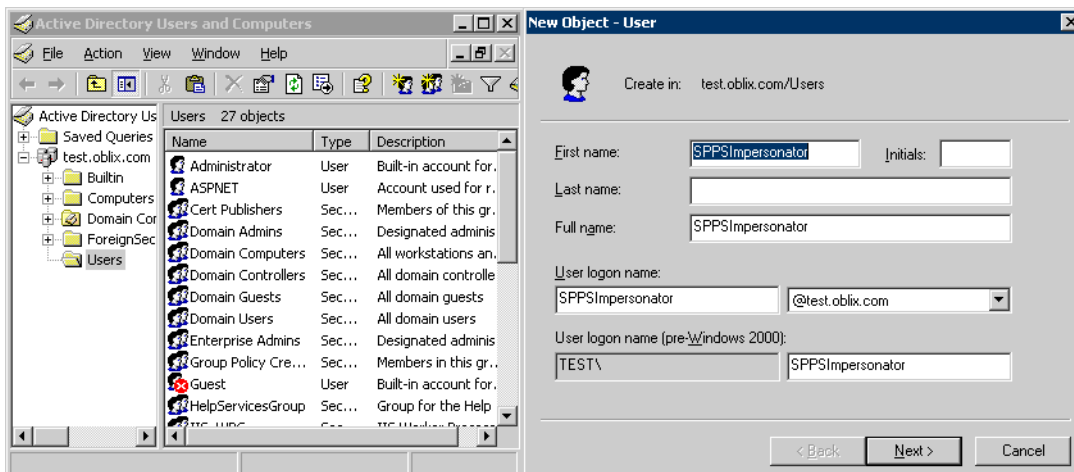 Active Directory Users and Computers
File Action View Window Help
Active Directory Us
Saved Queries
test.oblix.com
Builtin
Computers
Domain Cor
ForeignSec
Users
Users 27 objects
Name Type Description
Administrator User Built-in account for.
ASPNET User Account used for r.
Cert Publishers Sec... Members of this gr.
Domain Admins Sec... Designated adminis
Domain Computers Sec... All workstations an.
Domain Controllers Sec... All domain controlle
Domain Guests Sec... All domain guests
Domain Users Sec... All domain users
Enterprise Admins Sec... Designated adminis
Group Policy Cre... Sec... Members in this gr..
Guest User Built-in account for.
HelpServicesGroup Sec... Group for the Help
New Object - User
Create in: test.oblix.com/Users
First name: SPPSImpersonator Initials:
Last name:
Full name: SPPSImpersonator
User logon name:
SPPSImpersonator @test.oblix.com
User logon name (pre-Windows 2000):
TEST\ SPPSImpersonator
< Back Next > Cancel